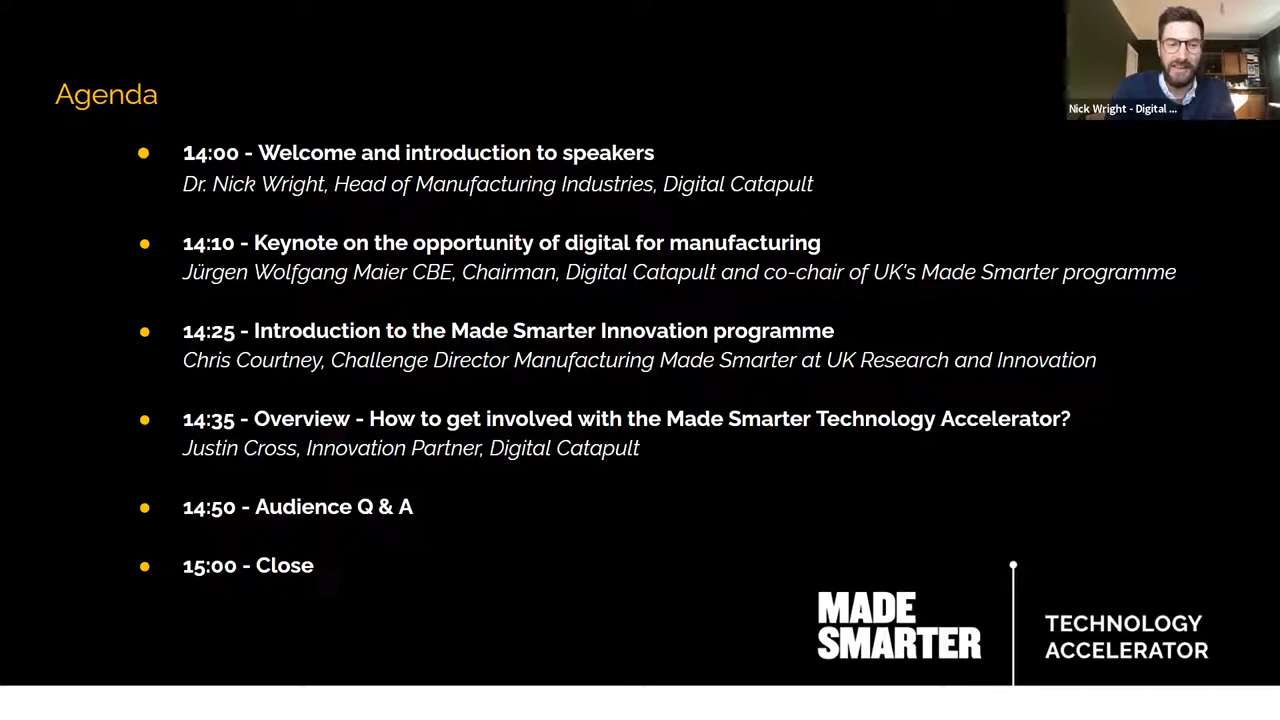 Agenda
Nick Wright - Digital ...
14:00 - Welcome and introduction to speakers
Dr. Nick Wright, Head of Manufacturing Industries, Digital Catapult
14:10 - Keynote on the opportunity of digital for manufacturing
Jürgen Wolfgang Maier CBE, Chairman, Digital Catapult and co-chair of UK's Made Smarter programme
14:25 - Introduction to the Made Smarter Innovation programme
Chris Courtney, Challenge Director Manufacturing Made Smarter at UK Research and Innovation
14:35 - Overview - How to get involved with the Made Smarter Technology Accelerator?
Justin Cross, Innovation Partner, Digital Catapult
14:50 - Audience Q & A
15:00 - Close
MADE
SMARTER
TECHNOLOGY
ACCELERATOR